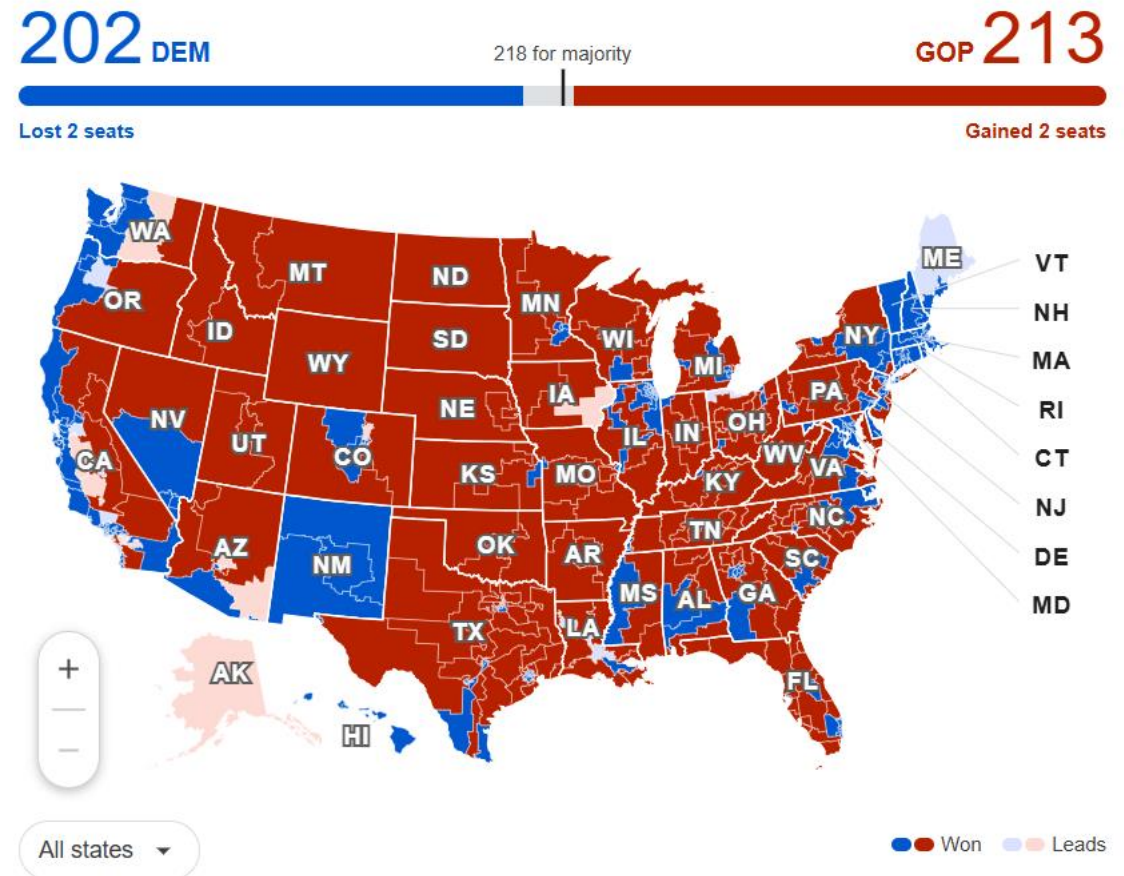 202 DEM
218 for majority
GOP 213
Lost 2 seats
Gained 2 seats
WA
ME
VT
MT
ND
OR
MN
NH
ID
SD
WI
NY
MI
MA
WY
IA
PA
NE
RI
NV
OH
UT
IL
IN
CO
WV
CA
VA
CT
KS
MO
KY
NJ
NC
TN
OK
AZ
AR
SC
DE
NM
MS
AL
GA
MD
TX
LA
AK
FL
HI
+
−
All states
Won
Leads